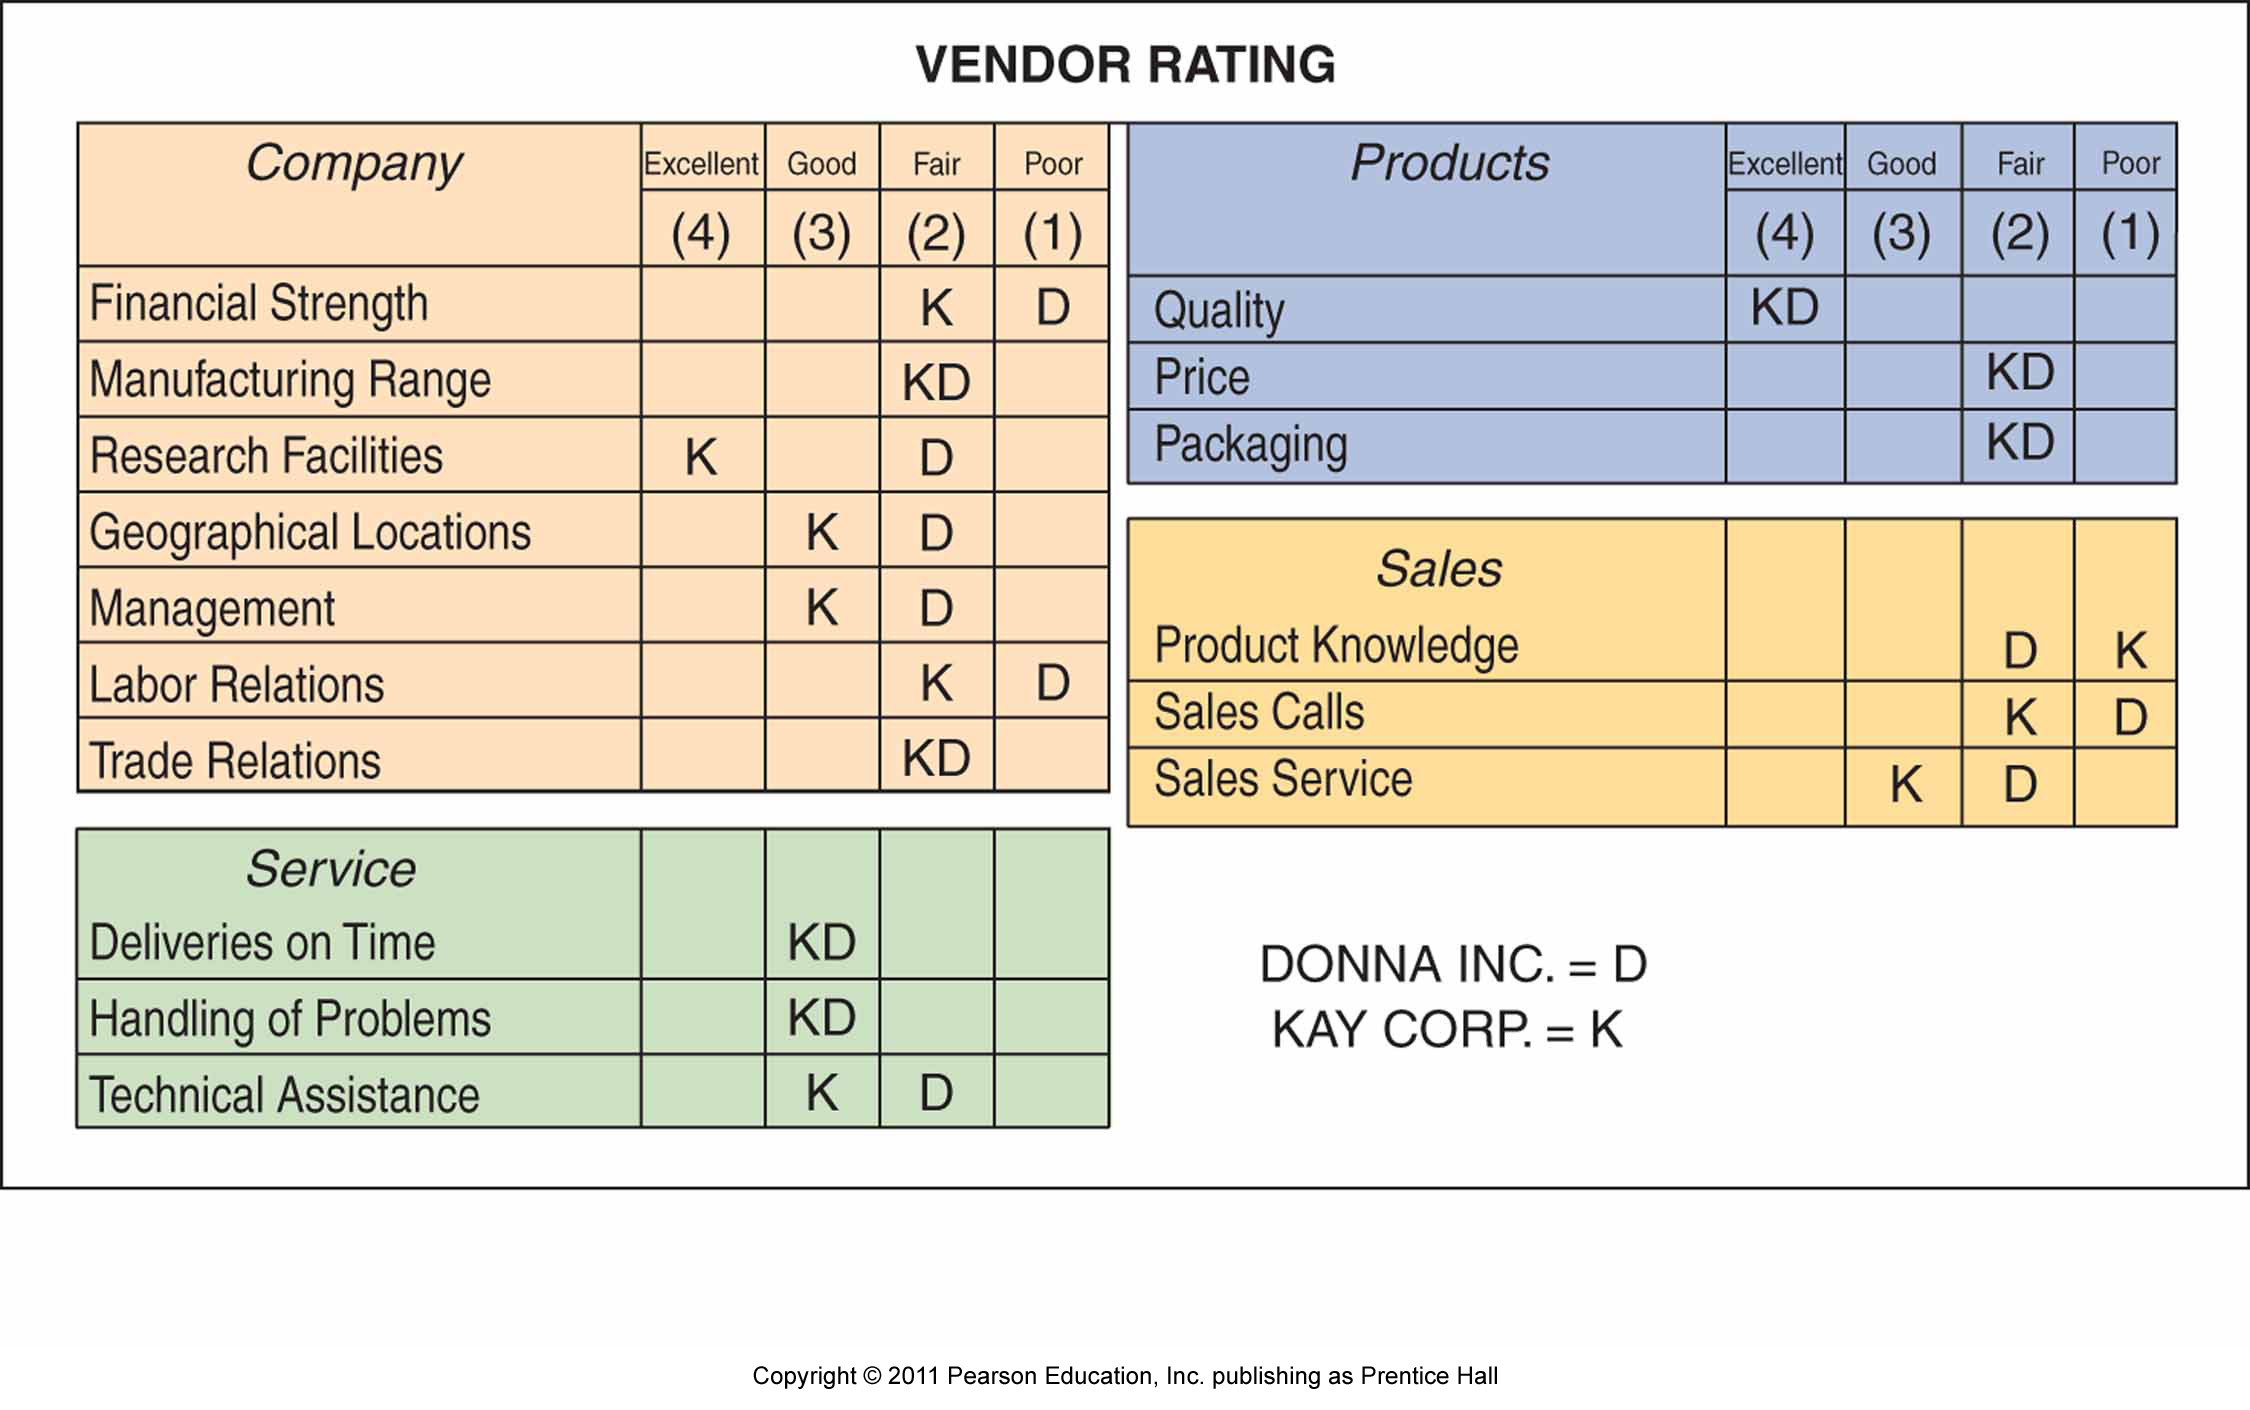 VENDOR RATING
Company Excellent Good Fair Poor
(4) (3) (2) (1)
Financial Strength K D
Manufacturing Range KD
Research Facilities K D
Geographical Locations K D
Management K D
Labor Relations K D
Trade Relations KD
Service
Deliveries on Time KD
Handling of Problems KD
Technical Assistance K D
Products Excellent Good Fair Poor
(4) (3) (2) (1)
Quality KD
Price KD
Packaging KD
Sales
Product Knowledge D K
Sales Calls K D
Sales Service K D
DONNA INC. = D
KAY CORP. = K
Copyright © 2011 Pearson Education, Inc. publishing as Prentice Hall